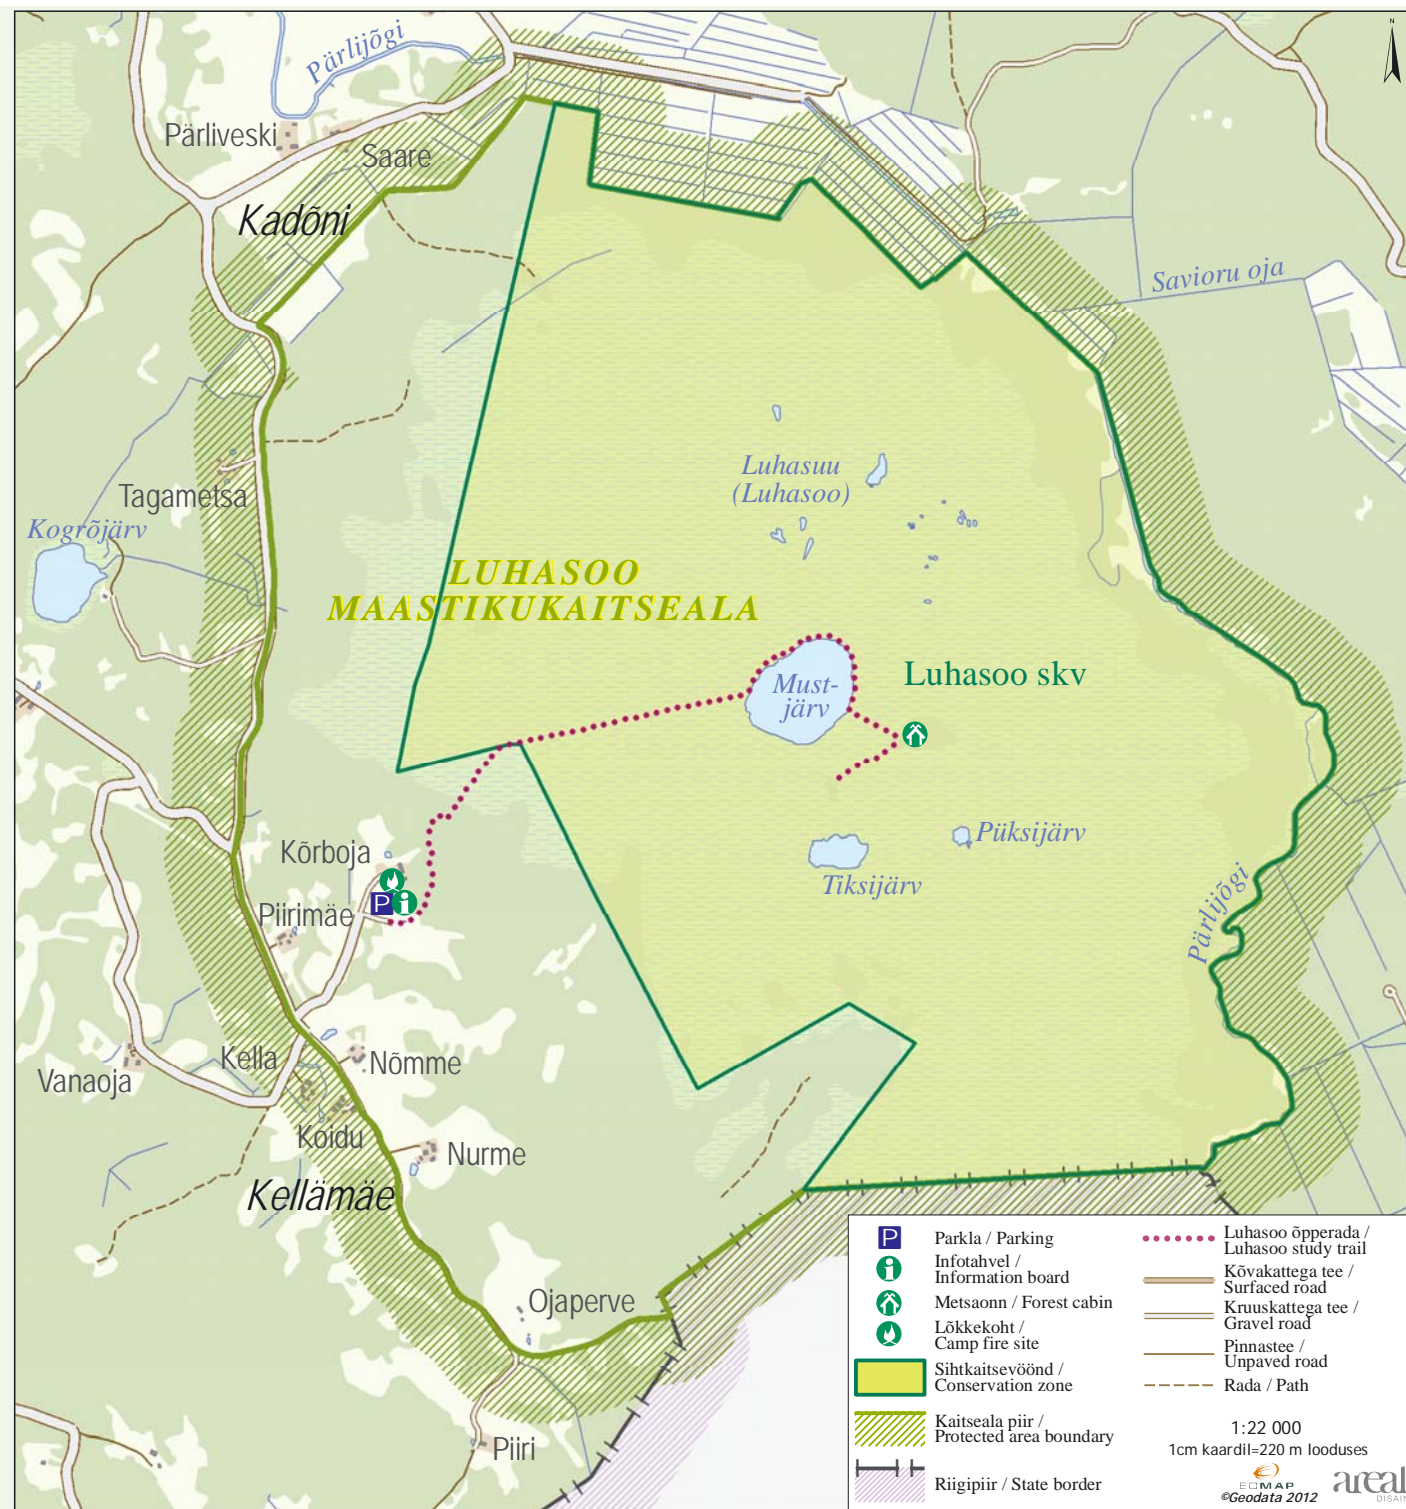 N
Pärlijõgi
Pärliveski
Saare
Kadõni
Savioru oja
Luhasuu
(Luhasoo)
Tagametsa
Kogrõjärv
LUHASOO
MAASTIKUKAITSEALA
Luhasoo skv
Must-
järv
Püksijärv
Tiksijärv
Kõrboja
P
Piirimäe
Pärlijõgi
Kella
Nõmme
Vanaoja
Koidu
Nurme
Kellämäe
Ojaperve
Piiri
P
Parkla / Parking
Infotahvel /
Information board
Metsaonn / Forest cabin
Lõkkekoht /
Camp fire site
Sihtkaitsevöönd /
Conservation zone
Kaitseala piir /
Protected area boundary
Riigipiir / State border
Luhasoo õpperada /
Luhasoo study trail
Kõvakattega tee /
Surfaced road
Kruuskattega tee /
Gravel road
Pinnastee /
Unpaved road
Rada / Path
1:22 000
1cm kaardil=220 m looduses
EOMAP
©Geodata 2012
areal
DISAIN